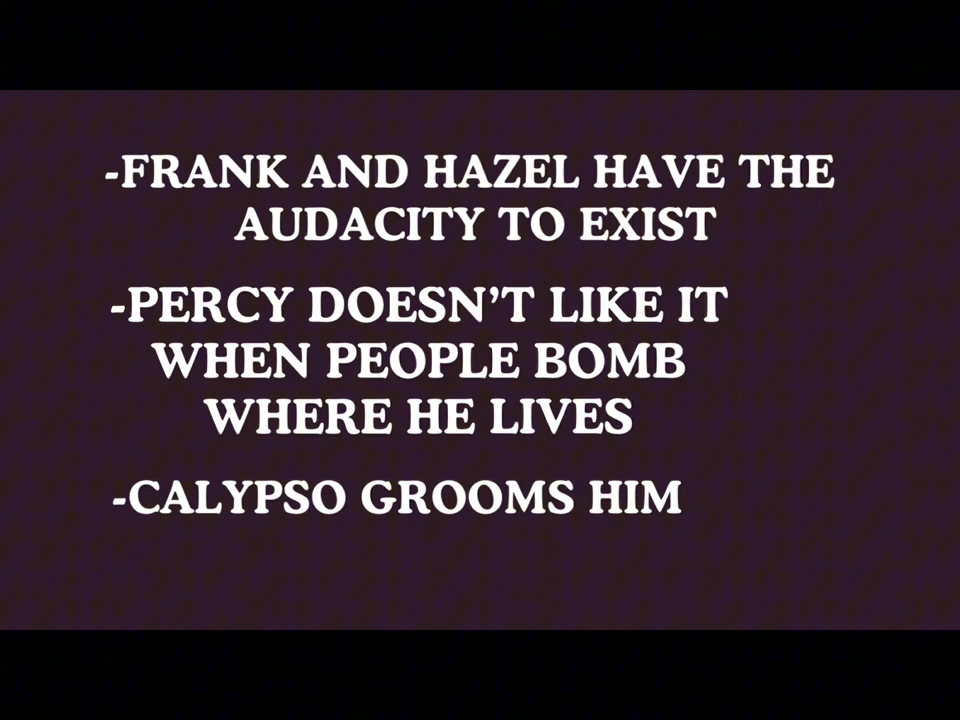 -FRANK AND HAZEL HAVE THE
AUDACITY TO EXIST
-PERCY DOESN'T LIKE IT
WHEN PEOPLE BOMB
WHERE HE LIVES
-CALYPSO GROOMS HIM